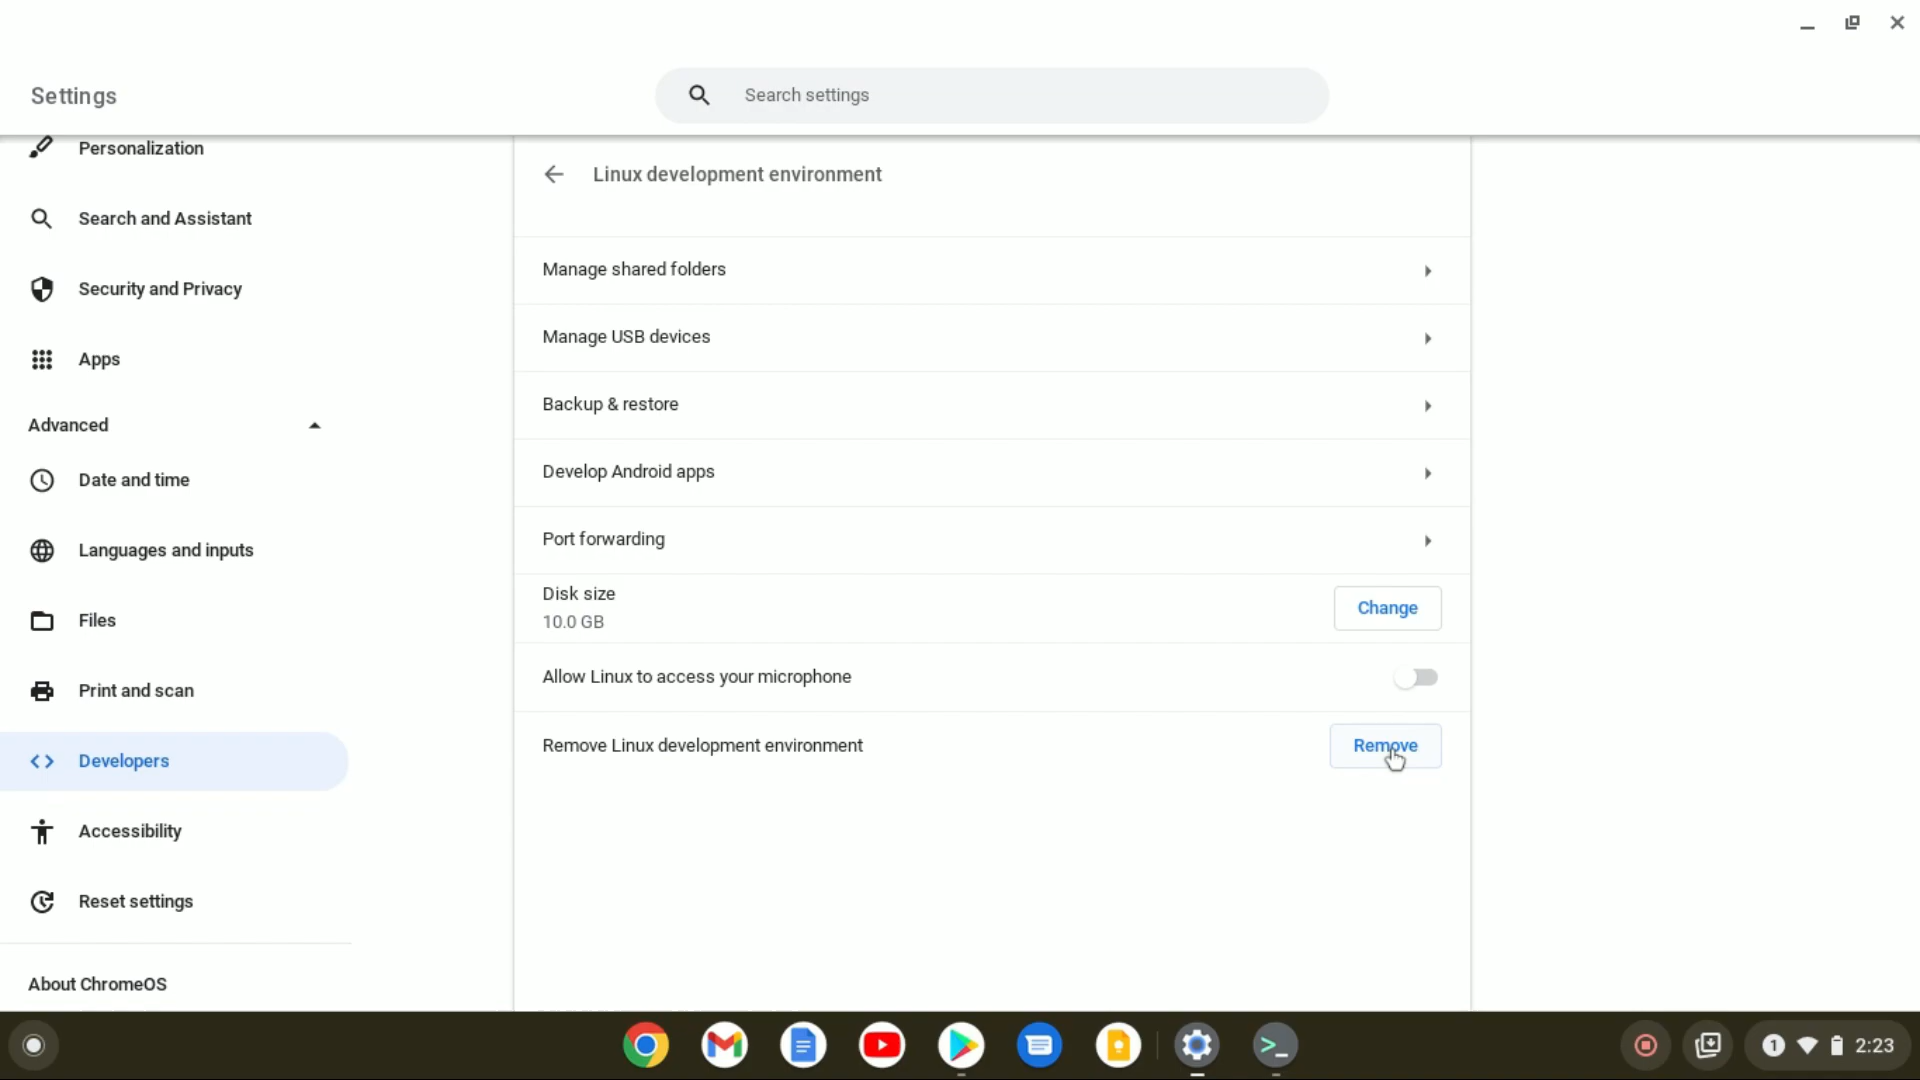 Settings
Search settings
Personalization
Search and Assistant
Security and Privacy
Apps
Advanced
Date and time
Languages and inputs
Files
Print and scan
Developers
Accessibility
Reset settings
About ChromeOS
Linux development environment
Manage shared folders
Manage USB devices
Backup & restore
Develop Android apps
Port forwarding
Disk size
10.0 GB
Change
Allow Linux to access your microphone
Remove Linux development environment
Remove
>_
1
2:23